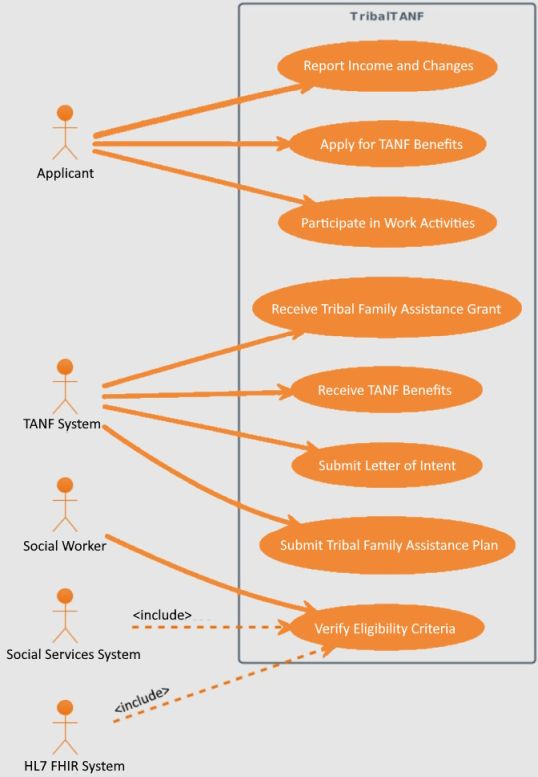 TribalTANF
Report Income and Changes
Applicant
Apply for TANF Benefits
Participate in Work Activities
Receive Tribal Family Assistance Grant
TANF System
Receive TANF Benefits
Submit Letter of Intent
Social Worker
Submit Tribal Family Assistance Plan
Social Services System
<include>
Verify Eligibility Criteria
<include>
HL7 FHIR System